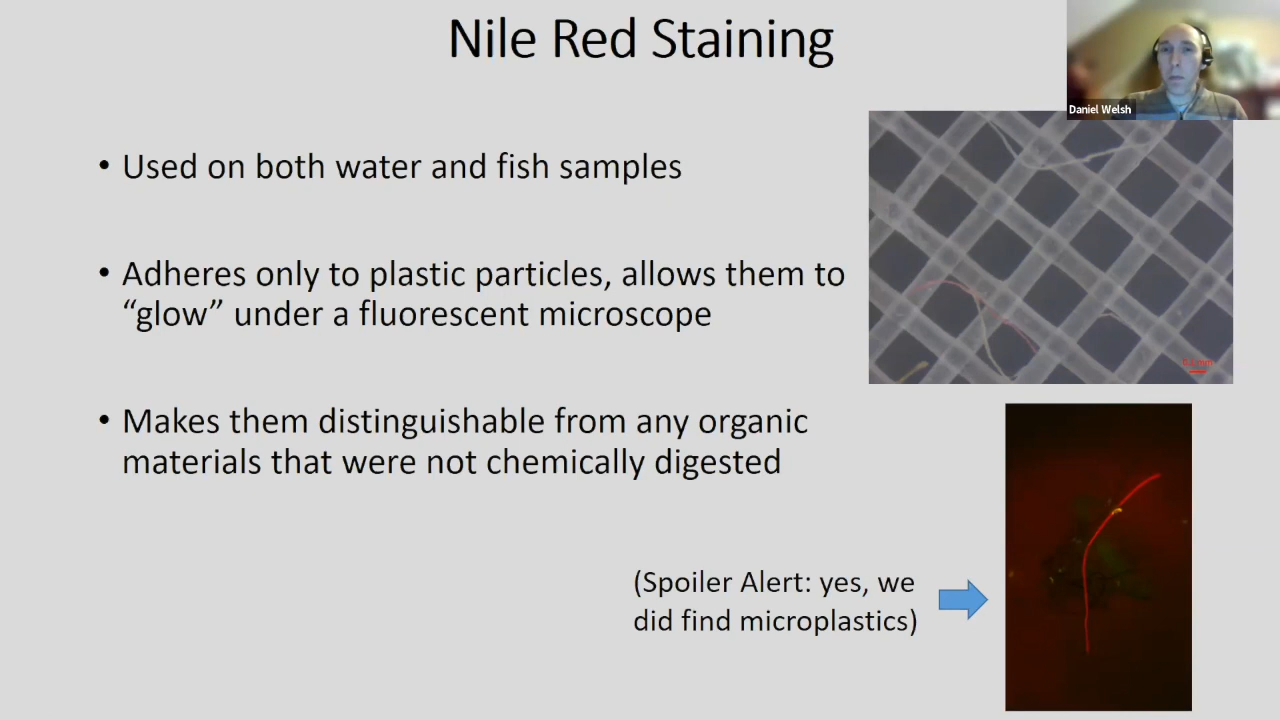 Nile Red Staining
Daniel Welsh
• Used on both water and fish samples
• Adheres only to plastic particles, allows them to
“glow” under a fluorescent microscope
• Makes them distinguishable from any organic
materials that were not chemically digested
(Spoiler Alert: yes, we
did find microplastics)